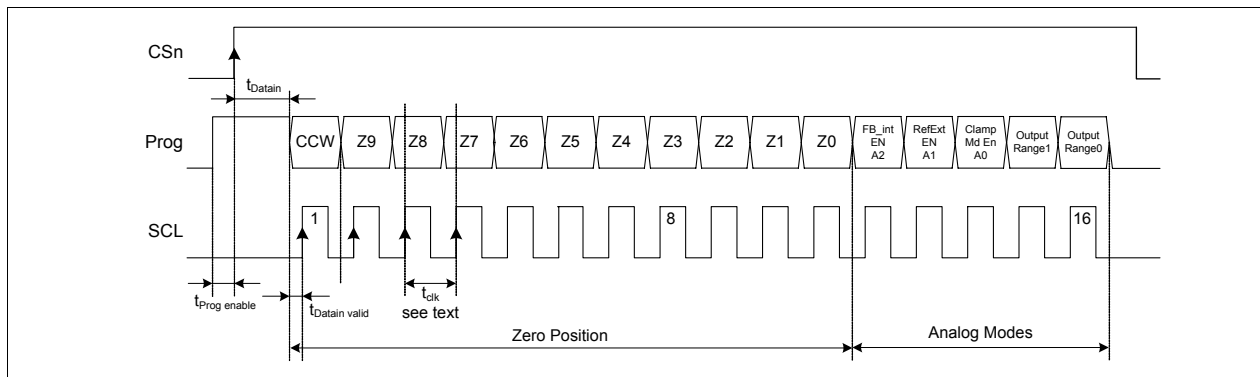 CSn
tDatain
Prog
CCW Z9 Z8 Z7 Z6 Z5 Z4 Z3 Z2 Z1 Z0
FB_int EN A2
RefExt EN A1
Clamp Md En A0
Output Range1
Output Range0
SCL
1 8 16
tProg enable
tDatain valid
tclk
see text
Zero Position
Analog Modes